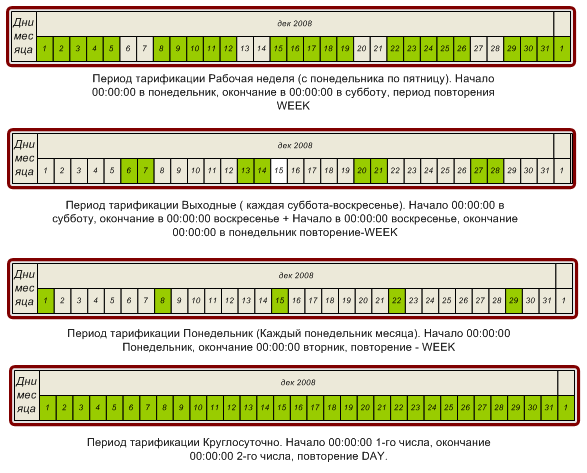 Дни мес яца
дек 2008
1 2 3 4 5 6 7 8 9 10 11 12 13 14 15 16 17 18 19 20 21 22 23 24 25 26 27 28 29 30 31 1
Период тарификации Рабочая неделя (с понедельника по пятницу). Начало
00:00:00 в понедельник, окончание в 00:00:00 в субботу, период повторения
WEEK
Дни мес яца
дек 2008
1 2 3 4 5 6 7 8 9 10 11 12 13 14 15 16 17 18 19 20 21 22 23 24 25 26 27 28 29 30 31 1
Период тарификации Выходные ( каждая суббота-воскресенье). Начало 00:00:00 в
субботу, окончание в 00:00:00 воскресенье + Начало в 00:00:00 воскресенье, окончание
00:00:00 в понедельник повторение-WEEK
Дни мес яца
дек 2008
1 2 3 4 5 6 7 8 9 10 11 12 13 14 15 16 17 18 19 20 21 22 23 24 25 26 27 28 29 30 31 1
Период тарификации Понедельник (Каждый понедельник месяца). Начало 00:00:00
Понедельник, окончание 00:00:00 вторник, повторение - WEEK
Дни мес яца
дек 2008
1 2 3 4 5 6 7 8 9 10 11 12 13 14 15 16 17 18 19 20 21 22 23 24 25 26 27 28 29 30 31 1
Период тарификации Круглосуточно. Начало 00:00:00 1-го числа, окончание
00:00:00 2-го числа, повторение DAY.